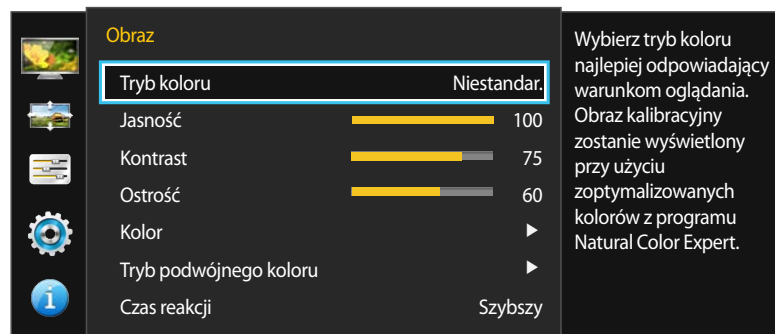 Obraz
Tryb koloru Niestandar.
Jasność 100
Kontrast 75
Ostrość 60
Kolor
Tryb podwójnego koloru
Czas reakcji Szybszy
Wybierz tryb koloru
najlepiej odpowiadający
warunkom oglądania.
Obraz kalibracyjny
zostanie wyświetlony
przy użyciu
zoptymalizowanych
kolorów z programu
Natural Color Expert.